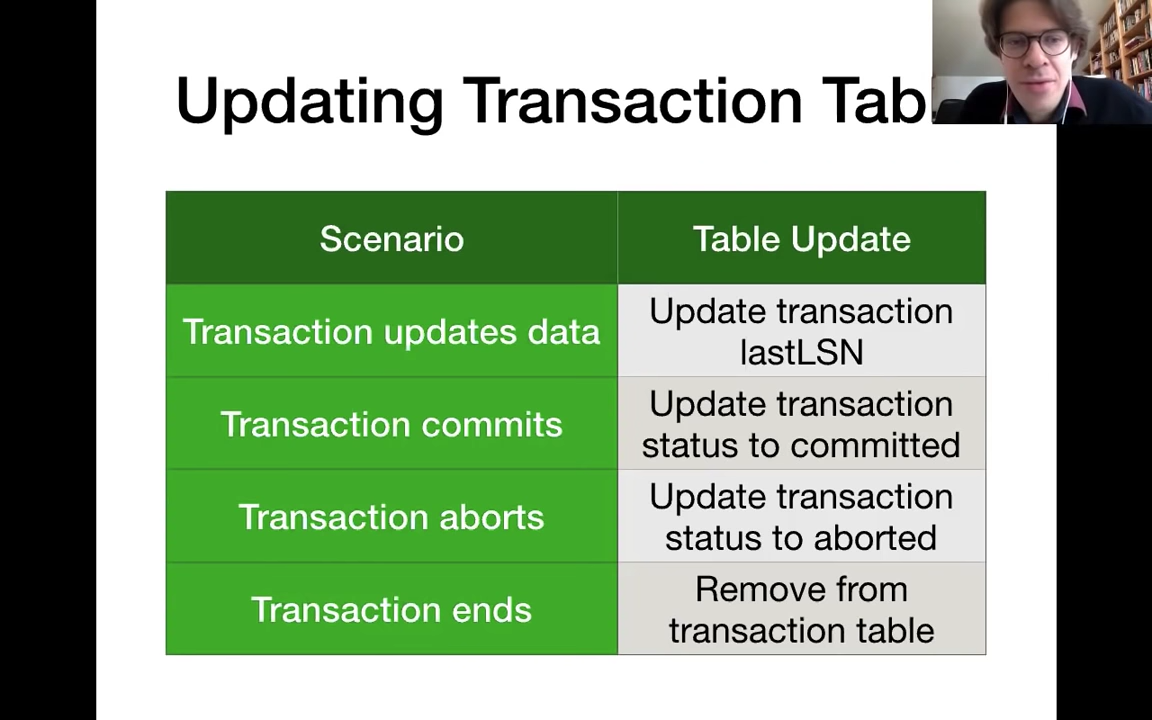 Updating Transaction Tab
Scenario
Table Update
Transaction updates data
Update transaction
lastLSN
Transaction commits
Update transaction
status to committed
Transaction aborts
Update transaction
status to aborted
Transaction ends
Remove from
transaction table